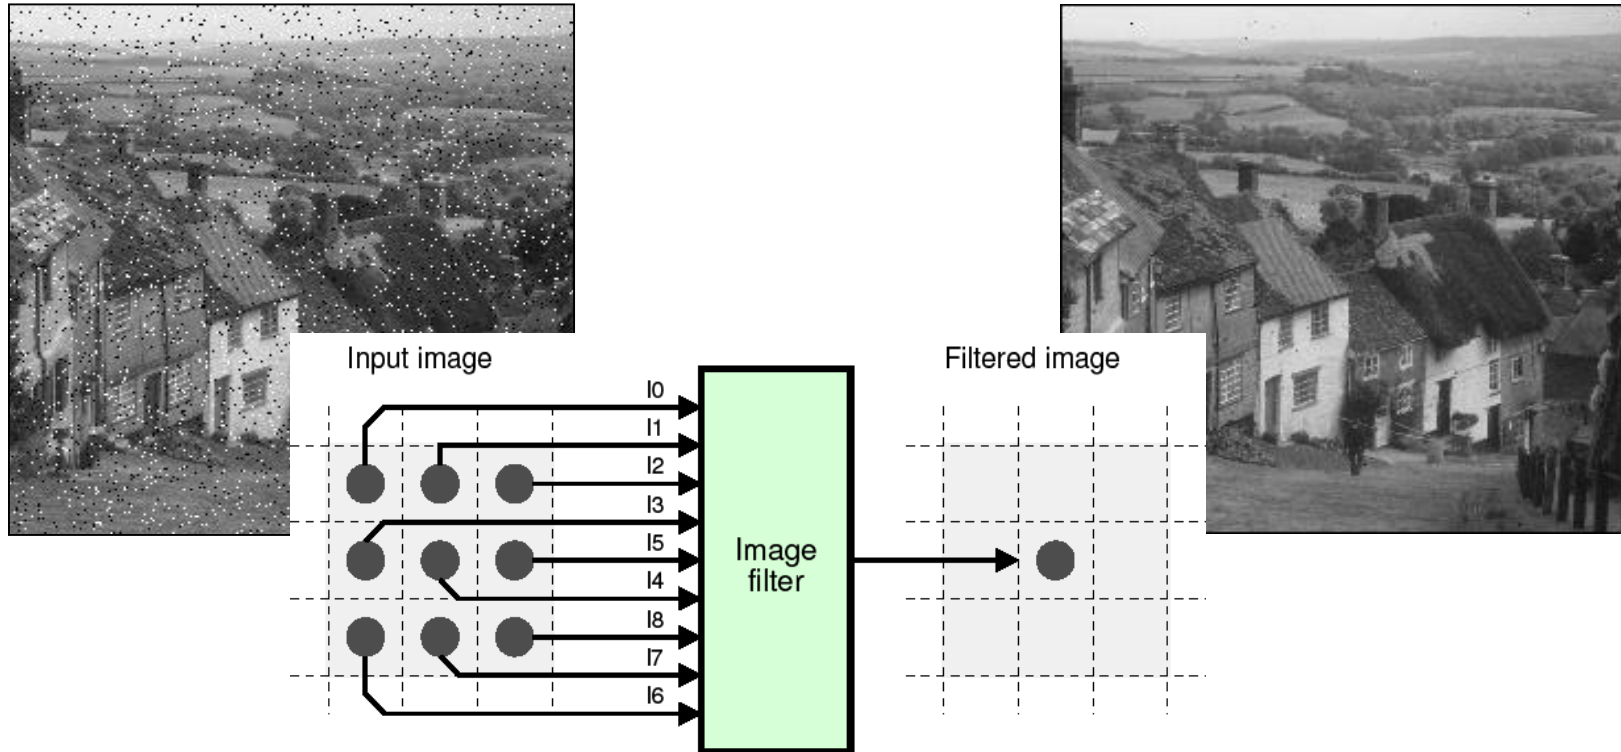 Input image
Filtered image
I0
I1
I2
I3
I5
I4
I8
I7
I6
Image
filter